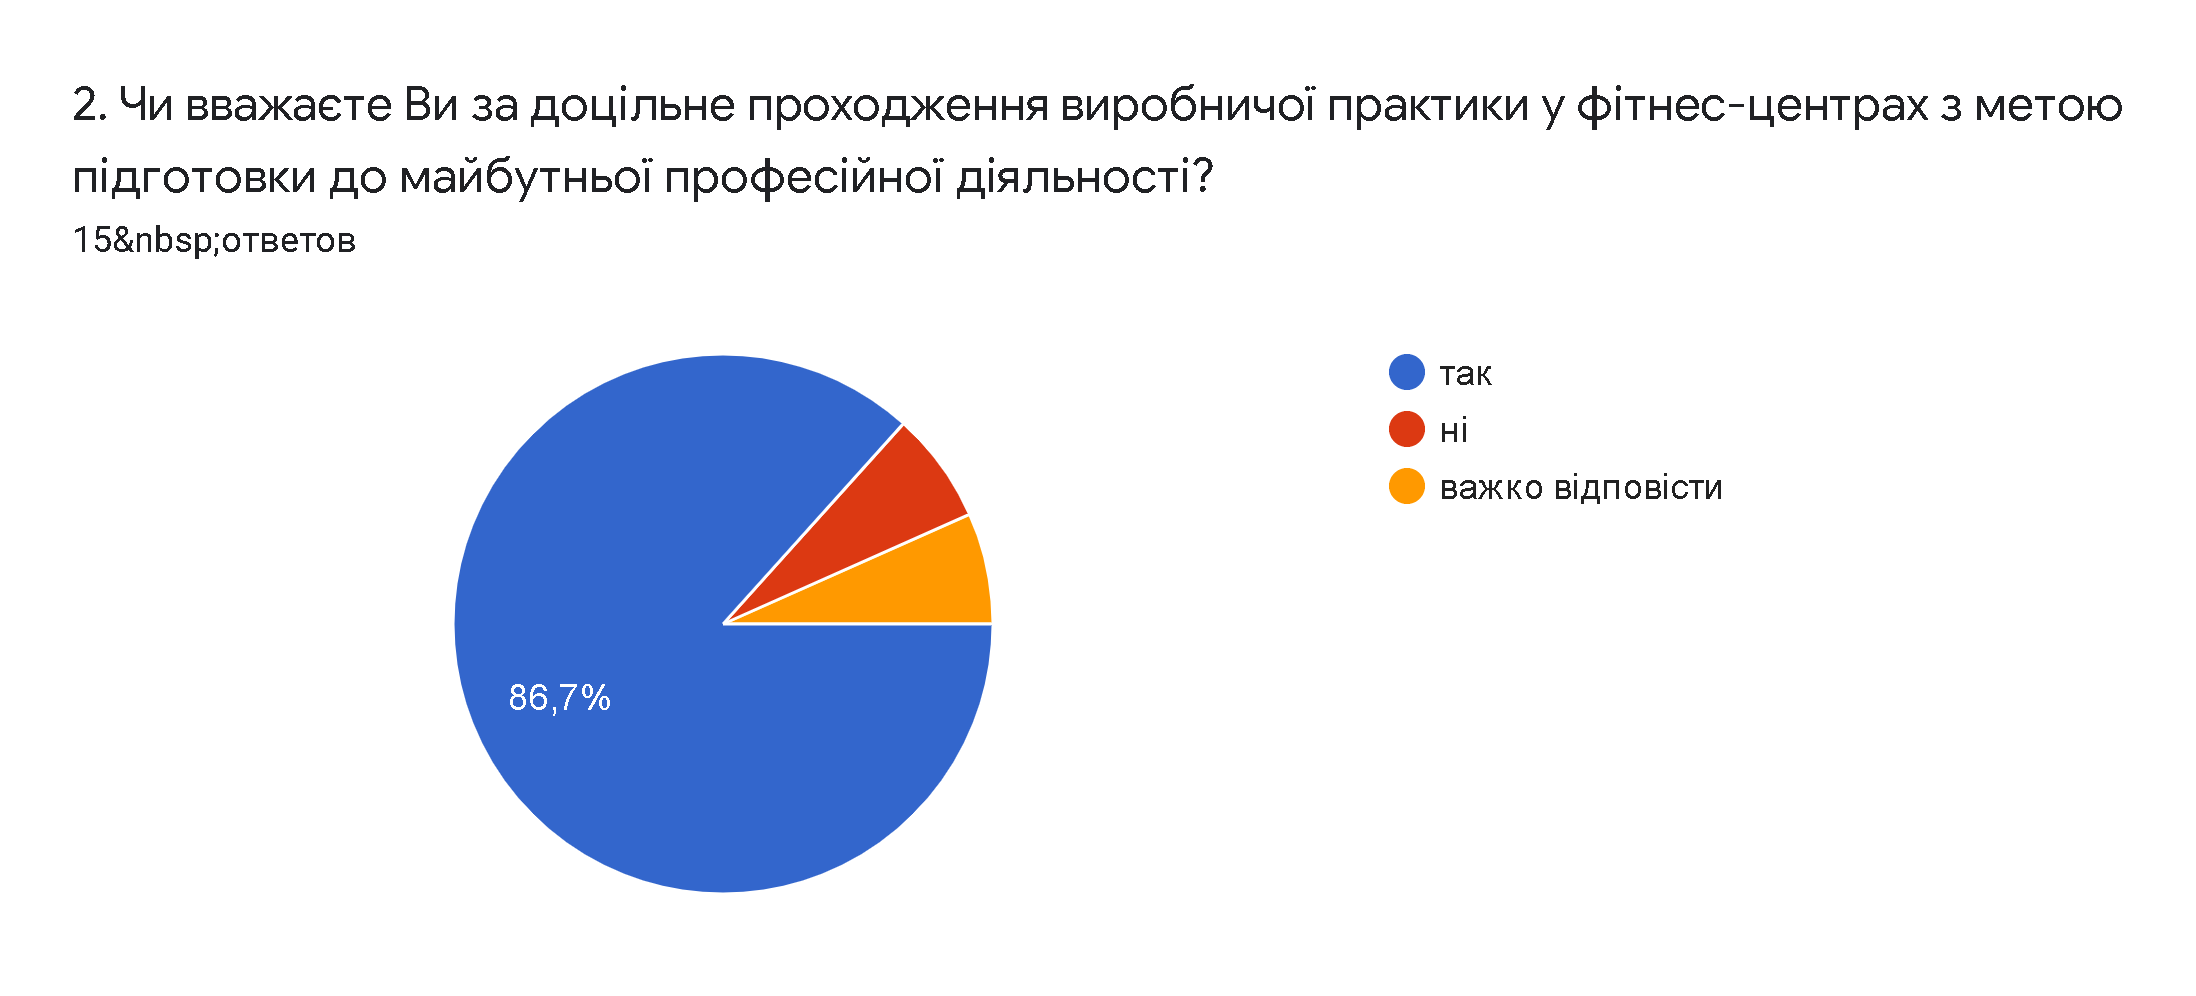 2. Чи вважаєте Ви за доцільне проходження виробничої практики у фітнес-центрах з метою
підготовки до майбутньої професійної діяльності?
15&nbsp;ответов
так
ні
важко відповісти
86,7%